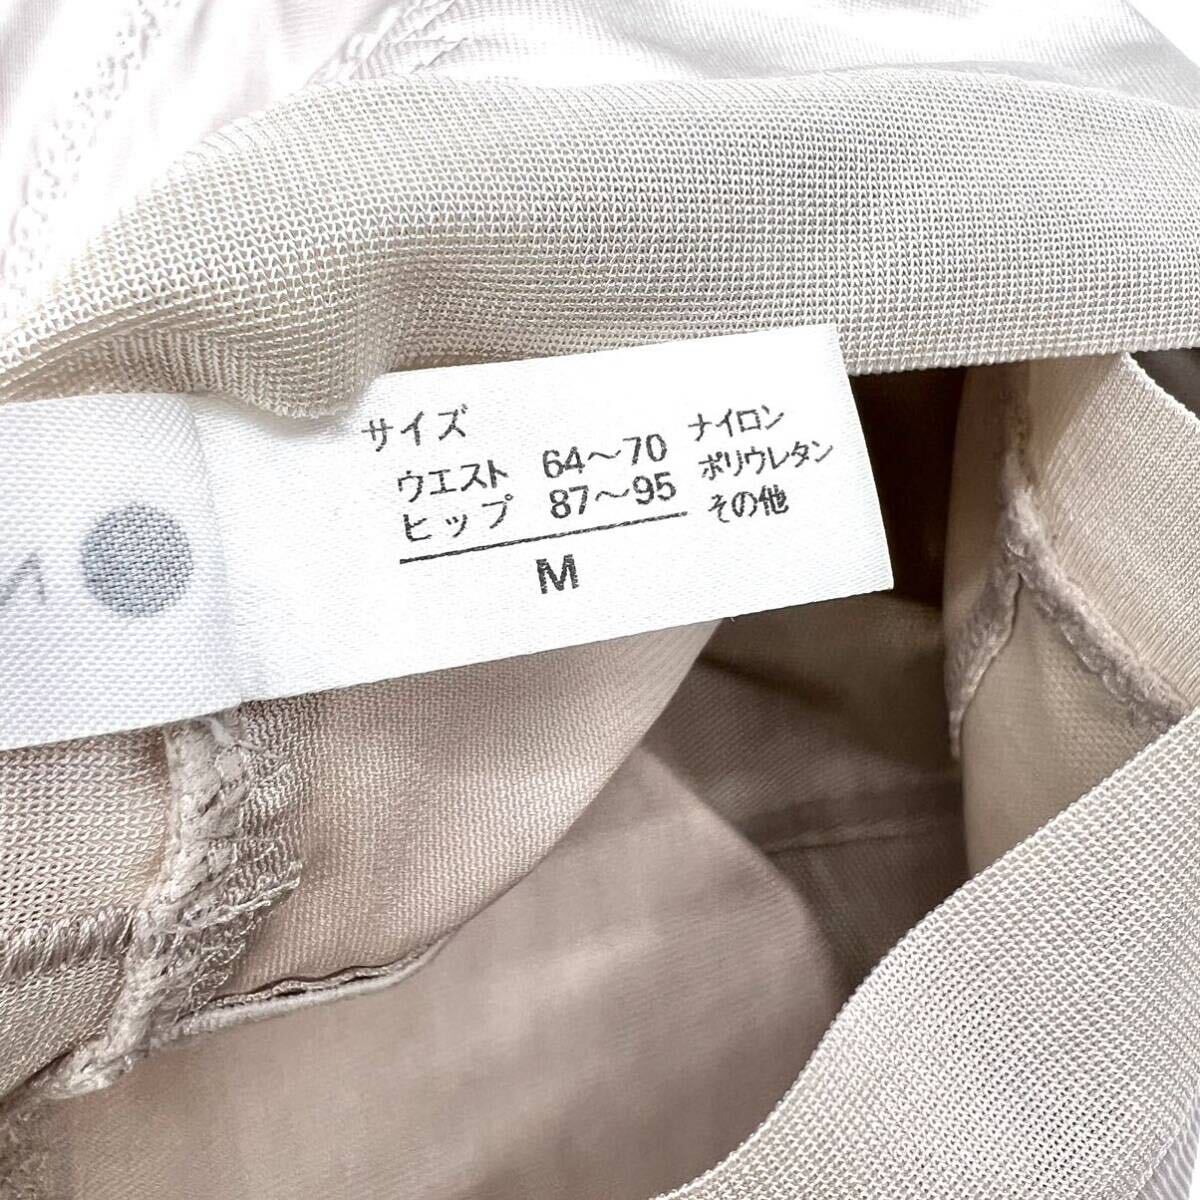 サイズ
ウエスト 64～70 ナイロン
ヒップ 87～95 ポリウレタン
その他
M